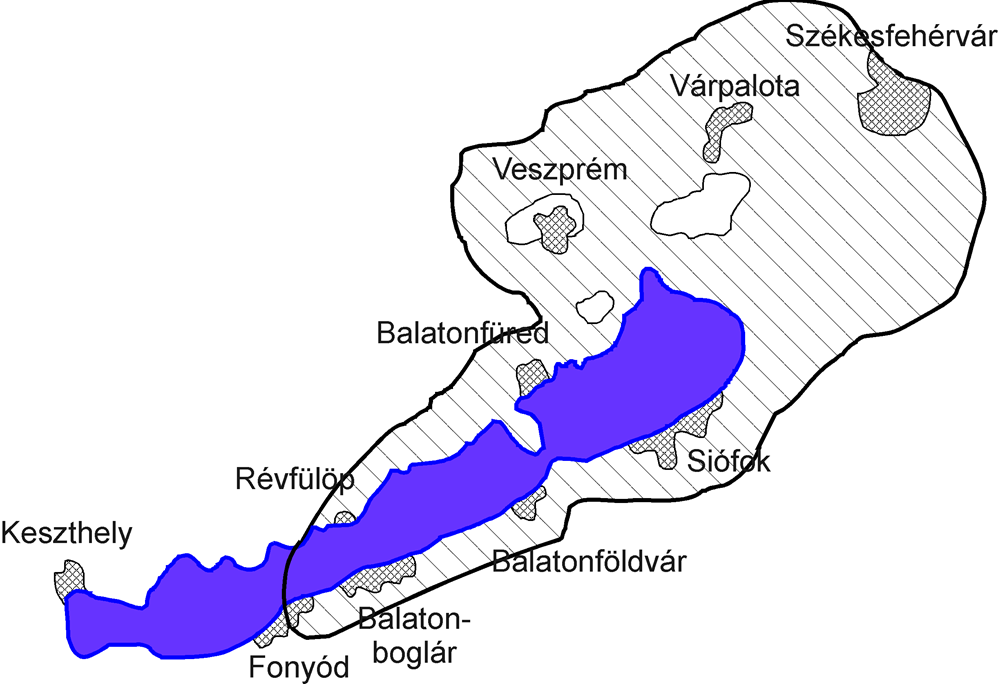 Székesfehérvár
Várpalota
Veszprém
Balatonfüred
Siófok
Révfülöp
Keszthely
Balatonföldvár
Balaton-
boglár
Fonyód